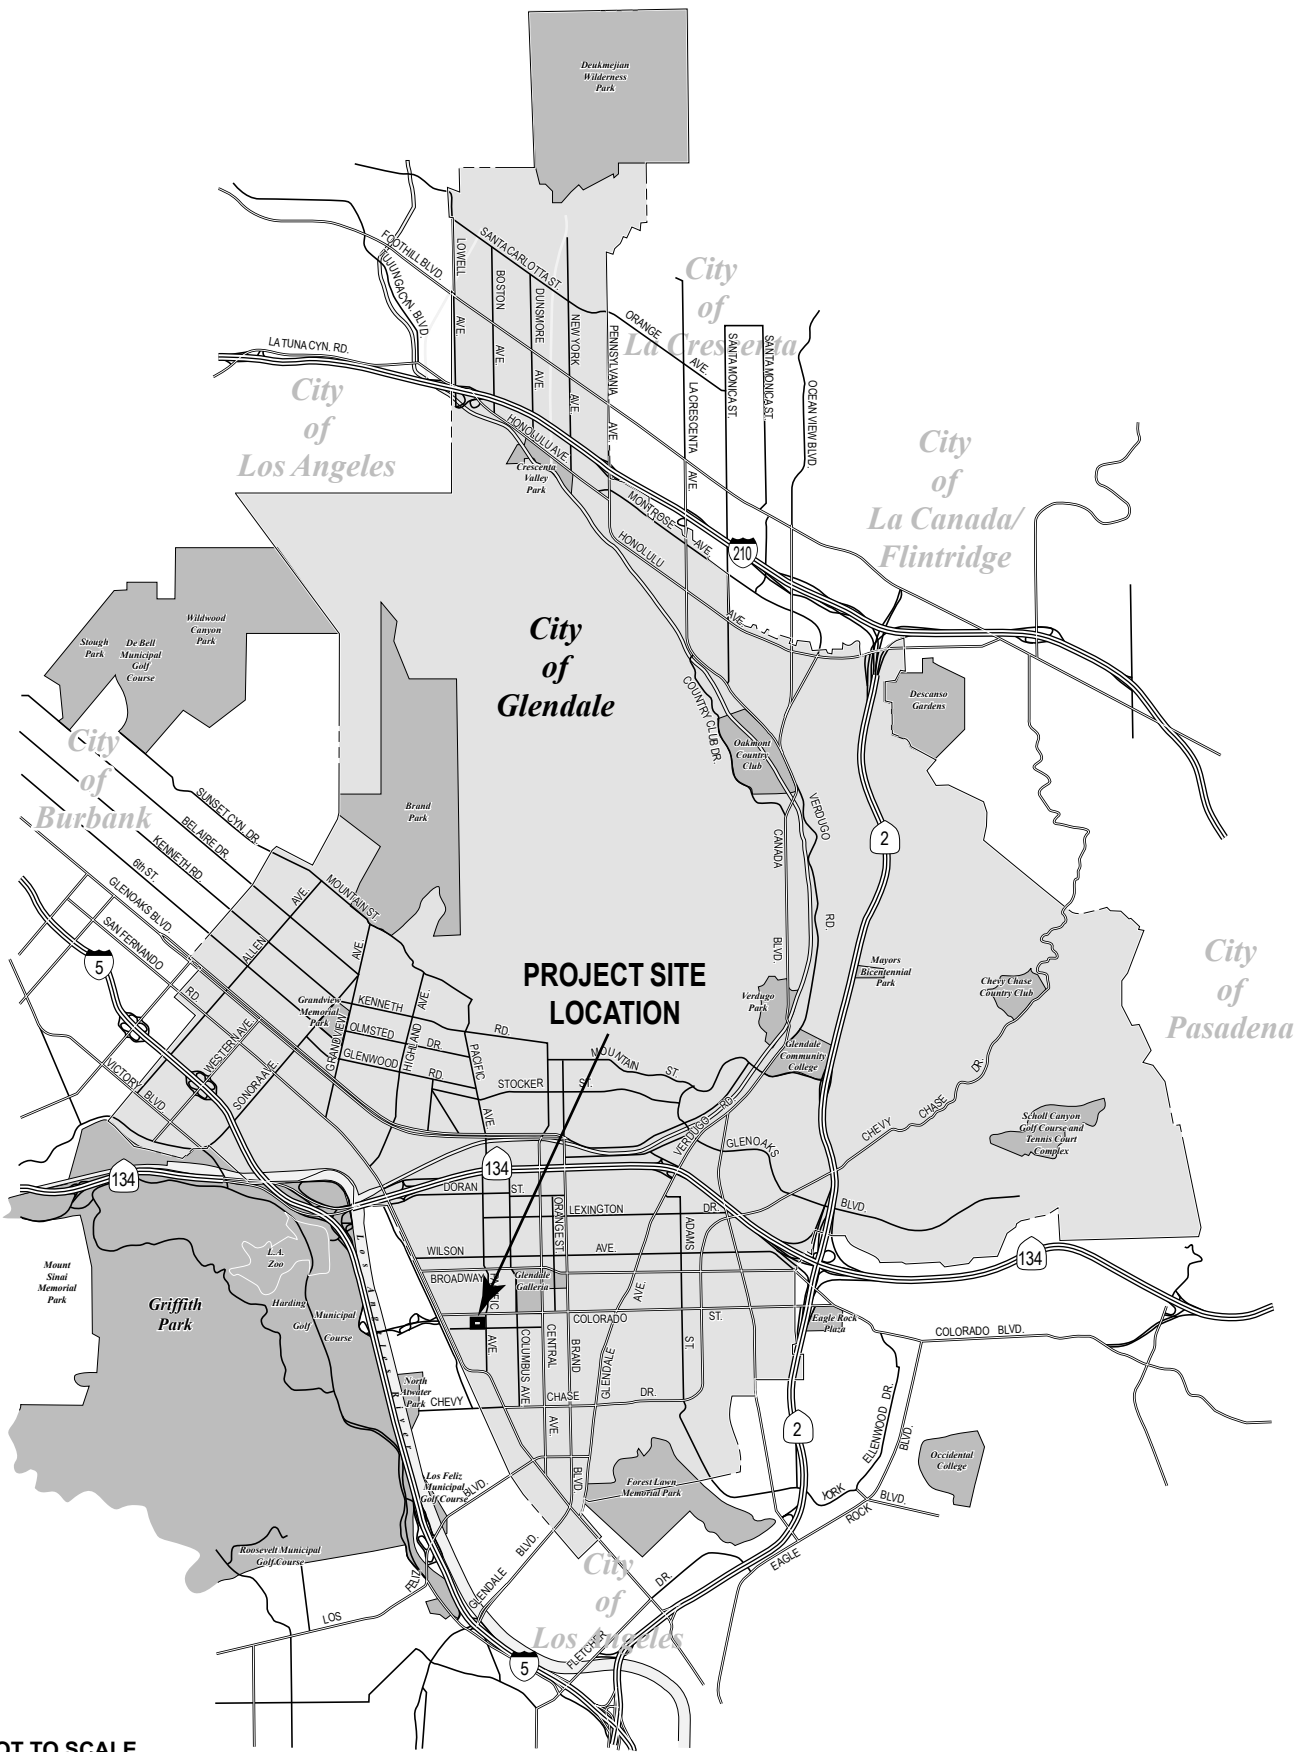 Deukmejian
Wilderness
Park
FOOTHILL BLVD.
TUJUNGA CYN. BLVD.
LOWELL
AVE.
SANTA CARLOTTA ST.
BOSTON
AVE.
DUNSMORE
AVE.
NEW YORK
AVE.
PENNSYLVANIA
AVE.
City
of
La Crescenta
ORANGE
AVE.
LA CRESCENTA
AVE.
SANTA MONICA ST.
SANTA MONICA ST.
OCEAN VIEW BLVD.
LA TUNA CYN. RD.
City
of
Los Angeles
HONOLULU AVE.
Crescenta
Valley
Park
MONTROSE
AVE.
HONOLULU
AVE.
210
City
of
La Canada/
Flintridge
City
of
Glendale
Wildwood
Canyon
Park
Stough
Park
De Bell
Municipal
Golf
Course
Descanso
Gardens
COUNTRY CLUB DR.
Oakmont
Country
Club
City
of
Burbank
Brand
Park
VERDUGO
RD.
CANADA
BLVD
2
SUNSET CYN. DR.
BELAIRE DR.
KENNETH RD.
6th ST.
GLENOAKS BLVD.
SAN FERNANDO
RD.
MOUNTAIN ST.
ALLEN
AVE.
5
PROJECT SITE
LOCATION
Mayors
Bicentennial
Park
Chevy Chase
Country Club
City
of
Pasadena
Verdugo
Park
Glendale
Community
College
Grandview
Memorial
Park
GRANDVIEW
AVE.
HIGHLAND
AVE.
KENNETH
RD.
OLMSTED
DR.
GLENWOOD
RD.
PACIFIC
AVE.
STOCKER
ST.
MOUNTAIN
ST
WESTERN AVE.
SONORA AVE.
VICTORY BLVD
VERDUGO RD
GLENOAKS
BLVD.
CHEVY
CHASE
DR.
Scholl Canyon
Golf Course and
Tennis Court
Complex
134
134
134
DORAN
ST.
ORANGE ST.
LEXINGTON
DR.
ADAMS
ST.
WILSON
AVE.
BROADWAY
Glendale
Galleria
AVE.
COLORADO
ST.
COLUMBUS AVE
CENTRAL
AVE.
BRAND
BLVD
GLENDALE
AVE.
CHEVY
CHASE
DR.
Los Angeles River
L.A.
Zoo
Mount
Sinai
Memorial
Park
Griffith
Park
Harding
Golf
Municipal
Course
North
Atwater
Park
Eagle Rock
Plaza
COLORADO BLVD.
ELLENWOOD DR.
2
Occidental
College
Forest Lawn
Memorial Park
Los Feliz
Municipal
Golf Course
BLVD.
YORK
BLVD.
EAGLE
ROCK
BLVD.
Roosevelt Municipal
Golf Course
LOS
FELIZ
GLENDALE
BLVD.
FLETCHER
DR.
City
of
Los Angeles
5
OT TO SCALE